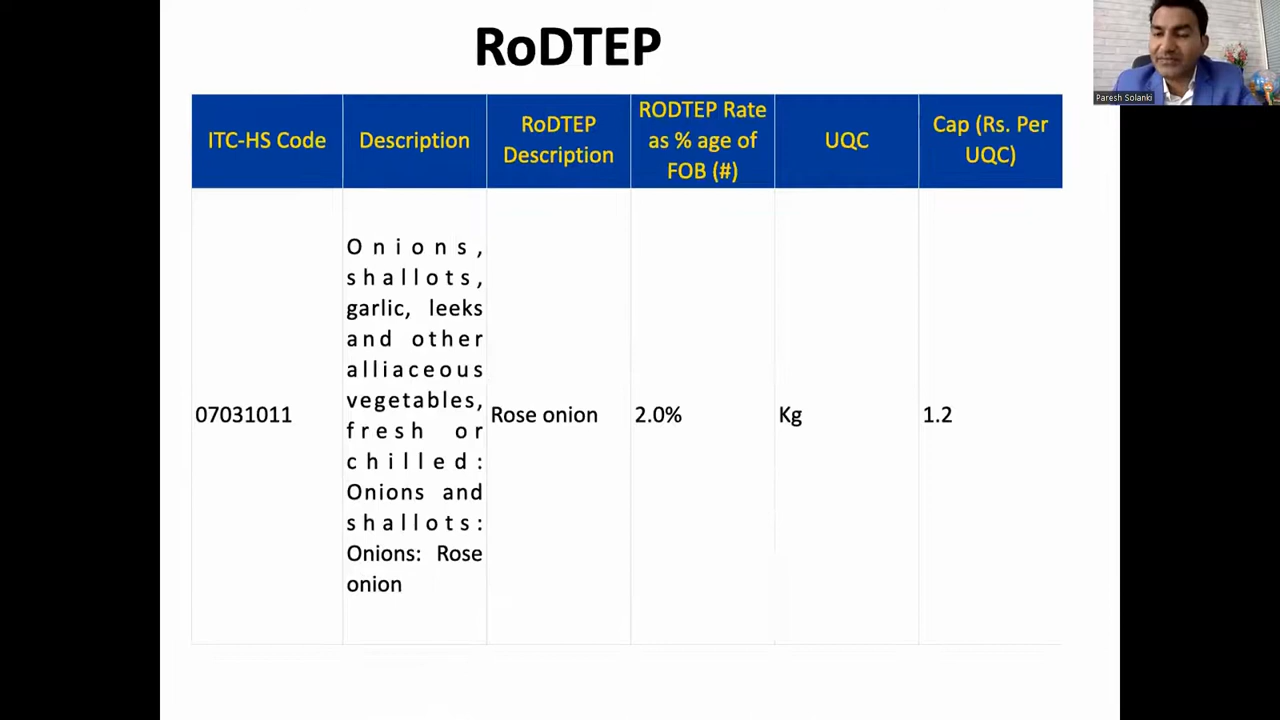 RoDTEP
Paresh Solanki
ITC-HS Code
Description
RoDTEP
Description
RODTEP Rate
as % age of
FOB (#)
UQC
Cap (Rs. Per
UQC)
07031011
Onions,
shallots,
garlic, leeks
and other
alliaceous
vegetables,
fresh or
chilled:
Onions and
shallots:
Onions: Rose
onion
Rose onion
2.0%
Kg
1.2